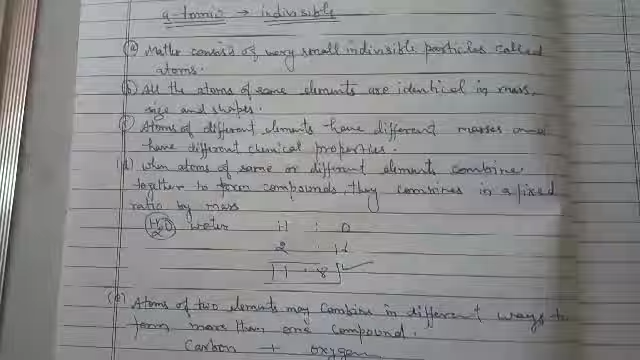 a-tomic → indivisible
(a) Matter consists of very small indivisible particles called
atoms.
(b) All the atoms of same elements are identical in mass,
size and shapes.
(c) Atoms of different elements have different masses and
have different chemical properties.
(d) When atoms of same or different elements combine
together to form compounds, they combines in a fixed
ratio by mass
H2O water H : O
2 : 16
1 : 8
(e) Atoms of two elements may combine in different ways to
form more than one compound.
Carbon + oxygen